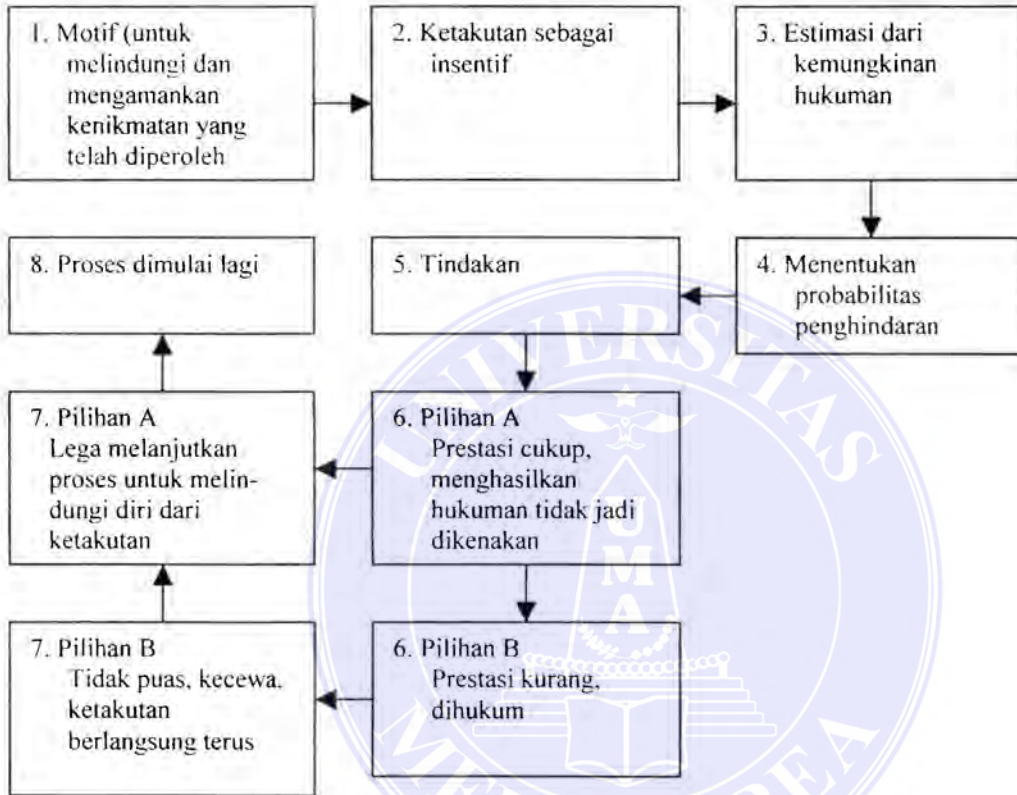 1. Motif (untuk
melindungi dan
mengamankan
kenikmatan yang
telah diperoleh
2. Ketakutan sebagai
insentif
3. Estimasi dari
kemungkinan
hukuman
8. Proses dimulai lagi
5. Tindakan
4. Menentukan
probabilitas
penghindaran
7. Pilihan A
Lega melanjutkan
proses untuk melin-
dungi diri dari
ketakutan
6. Pilihan A
Prestasi cukup,
menghasilkan
hukuman tidak jadi
dikenakan
7. Pilihan B
Tidak puas, kecewa,
ketakutan
berlangsung terus
6. Pilihan B
Prestasi kurang,
dihukum
UNIVERSITAS
UMA